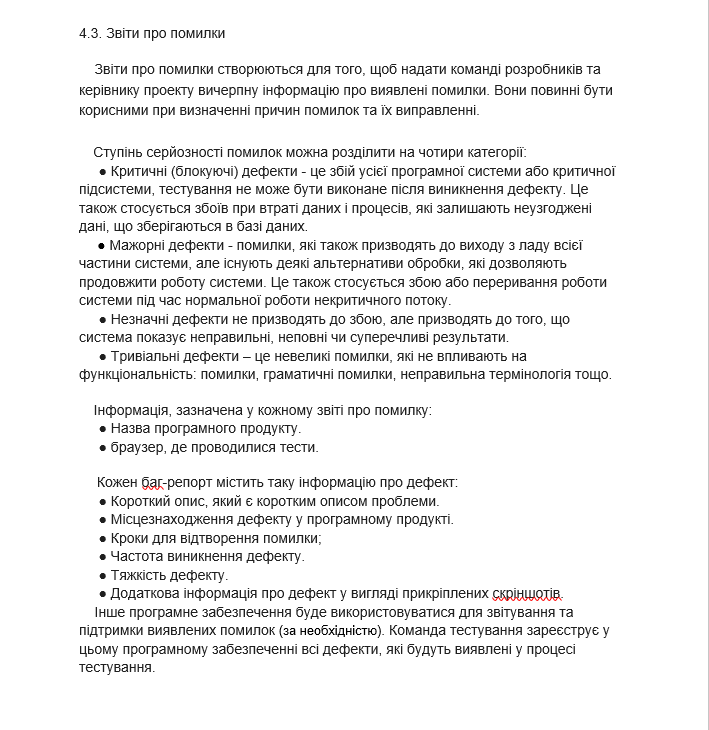 4.3. Звіти про помилки
Звіти про помилки створюються для того, щоб надати команді розробників та
керівнику проекту вичерпну інформацію про виявлені помилки. Вони повинні бути
корисними при визначенні причин помилок та їх виправленні.
Ступінь серйозності помилок можна розділити на чотири категорії:
● Критичні (блокуючі) дефекти - це збій усієї програмної системи або критичної
підсистеми, тестування не може бути виконане після виникнення дефекту. Це
також стосується збоїв при втраті даних і процесів, які залишають неузгоджені
дані, що зберігаються в базі даних.
● Мажорні дефекти - помилки, які також призводять до виходу з ладу всієї
частини системи, але існують деякі альтернативи обробки, які дозволяють
продовжити роботу системи. Це також стосується збою або переривання роботи
системи під час нормальної роботи некритичного потоку.
● Незначні дефекти не призводять до збою, але призводять до того, що
система показує неправильні, неповні чи суперечливі результати.
● Тривіальні дефекти – це невеликі помилки, які не впливають на
функціональність: помилки, граматичні помилки, неправильна термінологія тощо.
Інформація, зазначена у кожному звіті про помилку:
● Назва програмного продукту.
● браузер, де проводилися тести.
Кожен баг-репорт містить таку інформацію про дефект:
● Короткий опис, який є коротким описом проблеми.
● Місцезнаходження дефекту у програмному продукті.
● Кроки для відтворення помилки;
● Частота виникнення дефекту.
● Тяжкість дефекту.
● Додаткова інформація про дефект у вигляді прикріплених скріншотів.
Інше програмне забезпечення буде використовуватися для звітування та
підтримки виявлених помилок (за необхідністю). Команда тестування зареєструє у
цьому програмному забезпеченні всі дефекти, які будуть виявлені у процесі
тестування.